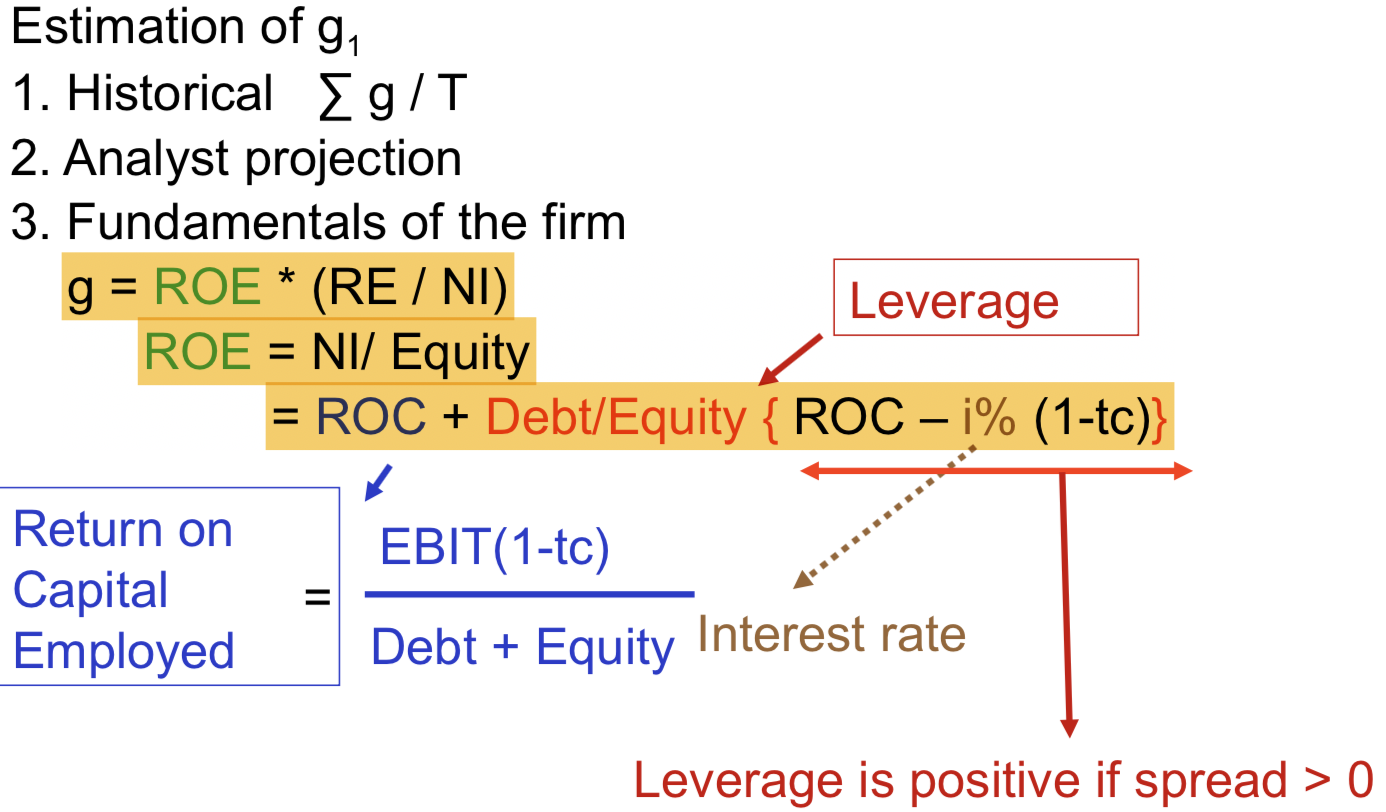 Estimation of g₁
1. Historical ∑ g / T
2. Analyst projection
3. Fundamentals of the firm
g = ROE * (RE / NI)
Leverage
ROE = NI/ Equity
= ROC + Debt/Equity { ROC – i% (1-tc)}
Return on
Capital
Employed
=
EBIT(1-tc)
Debt + Equity
Interest rate
Leverage is positive if spread > 0